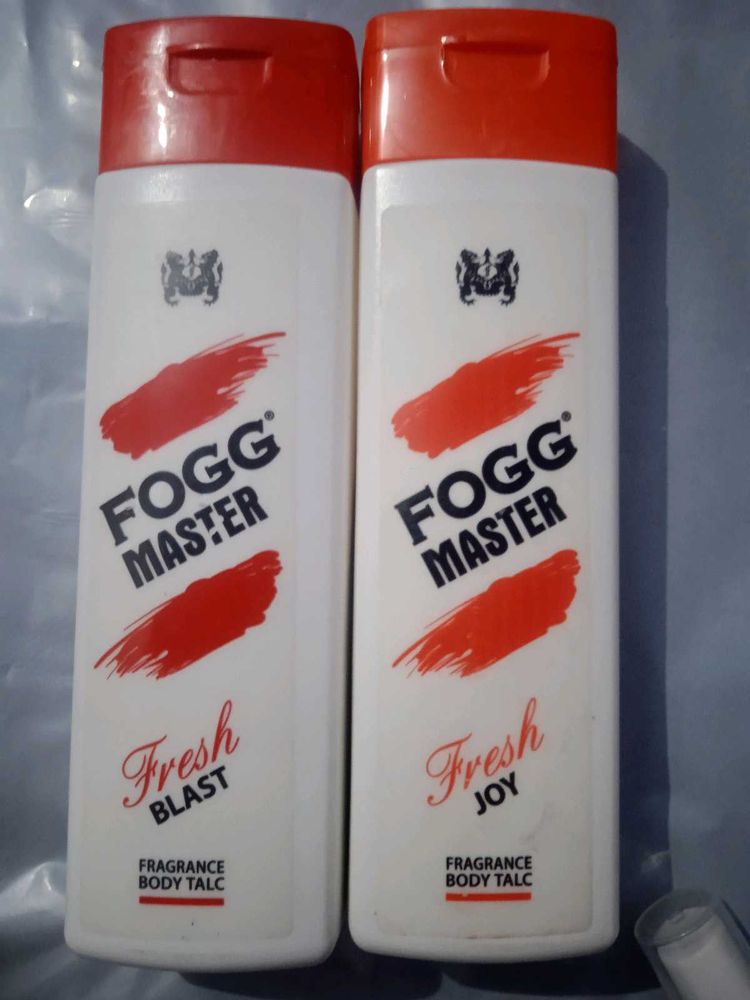 FOGG®
MASTER
Fresh
BLAST
FRAGRANCE
BODY TALC
FOGG®
MASTER
Fresh
JOY
FRAGRANCE
BODY TALC